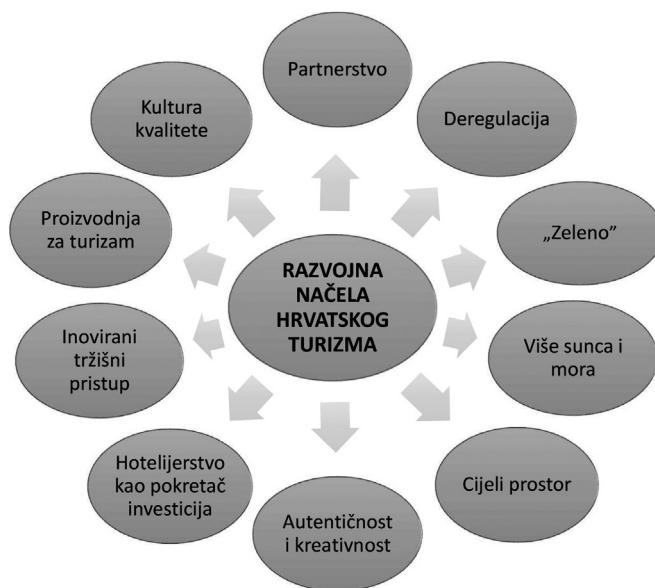 Partnerstvo
Deregulacija
„Zeleno”
Više sunca i
mora
Cijeli prostor
Autentičnost
i kreativnost
Hotelijerstvo
kao pokretač
investicija
Inovirani
tržišni
pristup
Proizvodnja
za turizam
Kultura
kvalitete
RAZVOJNA
NAČELA
HRVATSKOG
TURIZMA